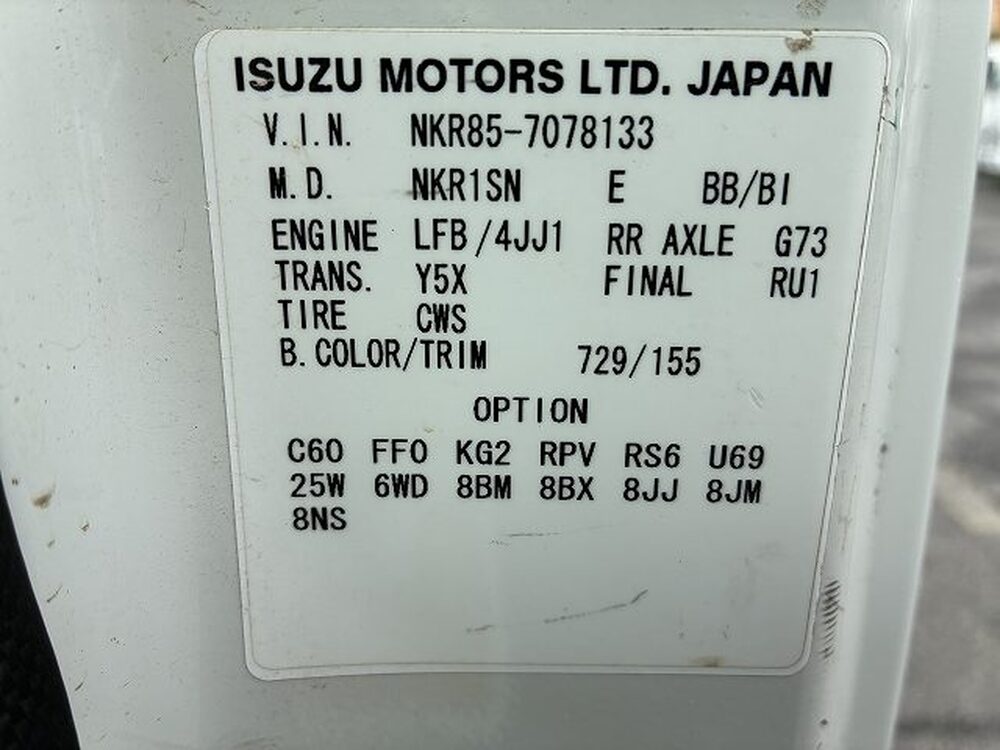 ISUZU MOTORS LTD. JAPAN
V.I.N. NKR85-7078133
M.D. NKR1SN E BB/BI
ENGINE LFB/4JJ1 RR AXLE G73
TRANS. Y5X FINAL RU1
TIRE CWS
B.COLOR/TRIM 729/155
OPTION
C60 FF0 KG2 RPV RS6 U69
25W 6WD 8BM 8BX 8JJ 8JM
8NS